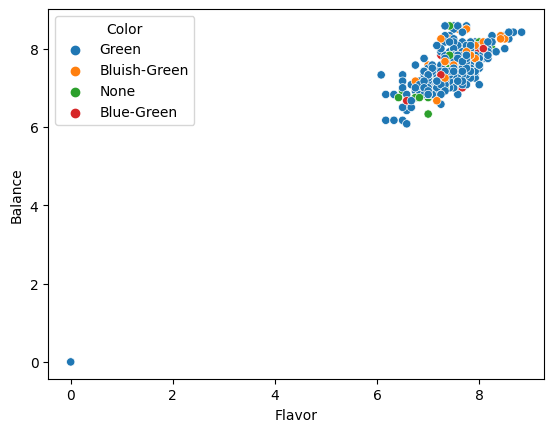 Color
Green
Bluish-Green
None
Blue-Green
8
6
4
2
0
Balance
0 2 4 6 8
Flavor